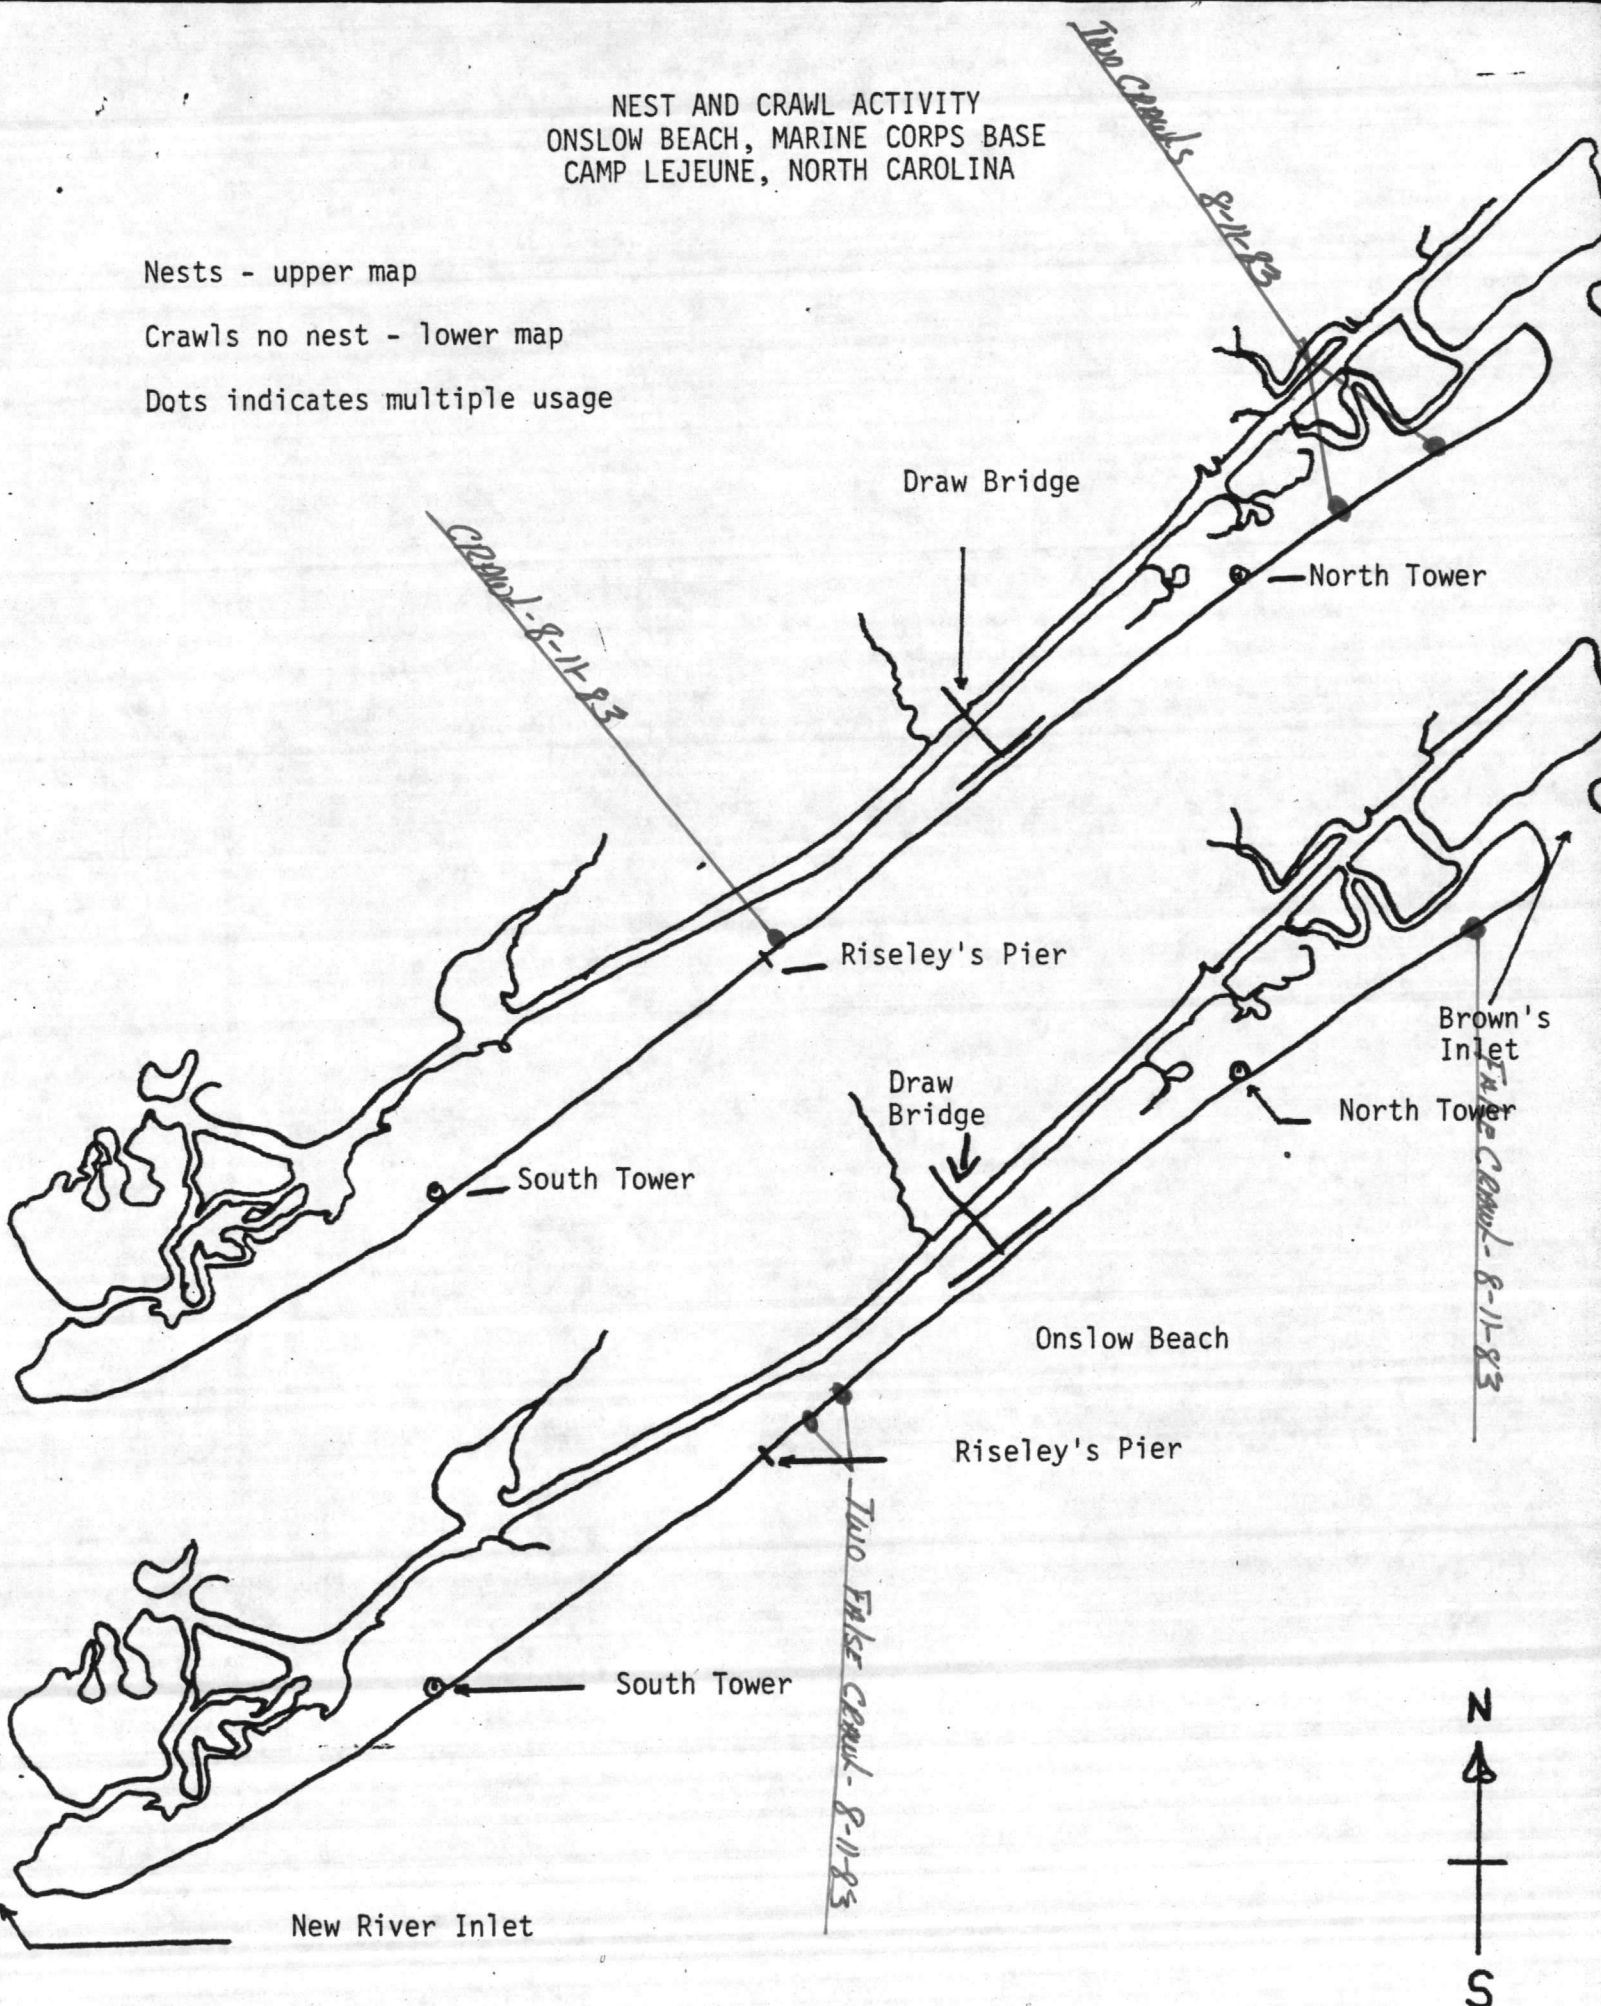 TWO CRAWLS 8-11-83
NEST AND CRAWL ACTIVITY
ONSLOW BEACH, MARINE CORPS BASE
CAMP LEJEUNE, NORTH CAROLINA
Nests - upper map
Crawls no nest - lower map
Dots indicates multiple usage
Draw Bridge
North Tower
CRAWL-8-11-83
Riseley's Pier
South Tower
Brown's
Inlet
North Tower
Draw
Bridge
FALSE CRAWL-8-11-83
Onslow Beach
Riseley's Pier
TWO FALSE CRAWL-8-11-83
South Tower
New River Inlet
N
S